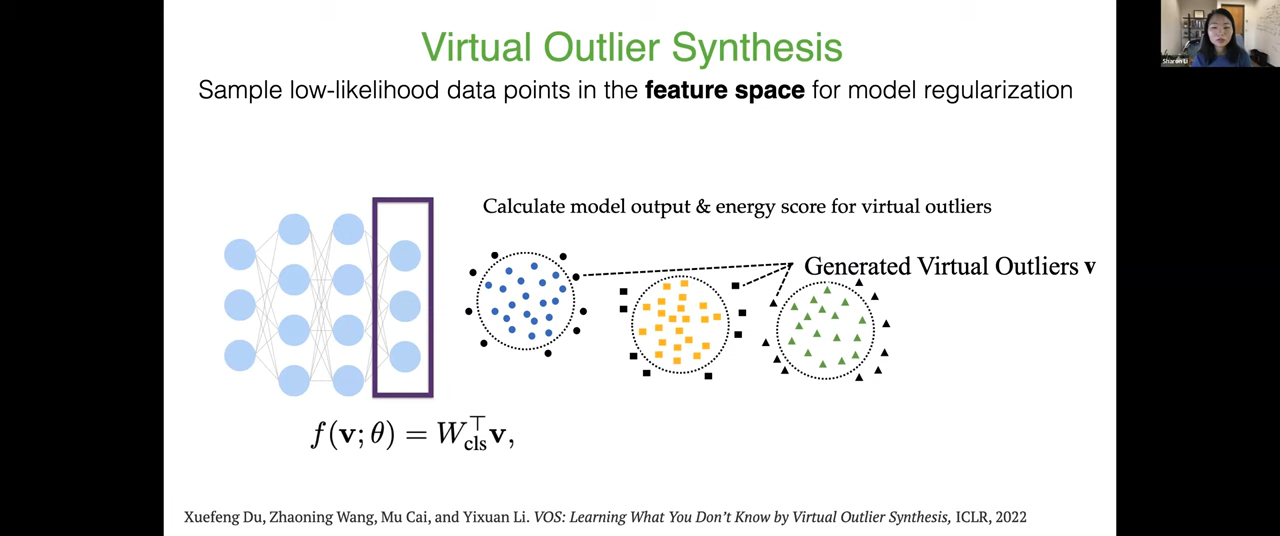 Virtual Outlier Synthesis
Sample low-likelihood data points in the feature space for model regularization
Sharon Li
Calculate model output & energy score for virtual outliers
Generated Virtual Outliers v
f(v; θ) = W⊤cls v,
Xuefeng Du, Zhaoning Wang, Mu Cai, and Yixuan Li. VOS: Learning What You Don't Know by Virtual Outlier Synthesis, ICLR, 2022